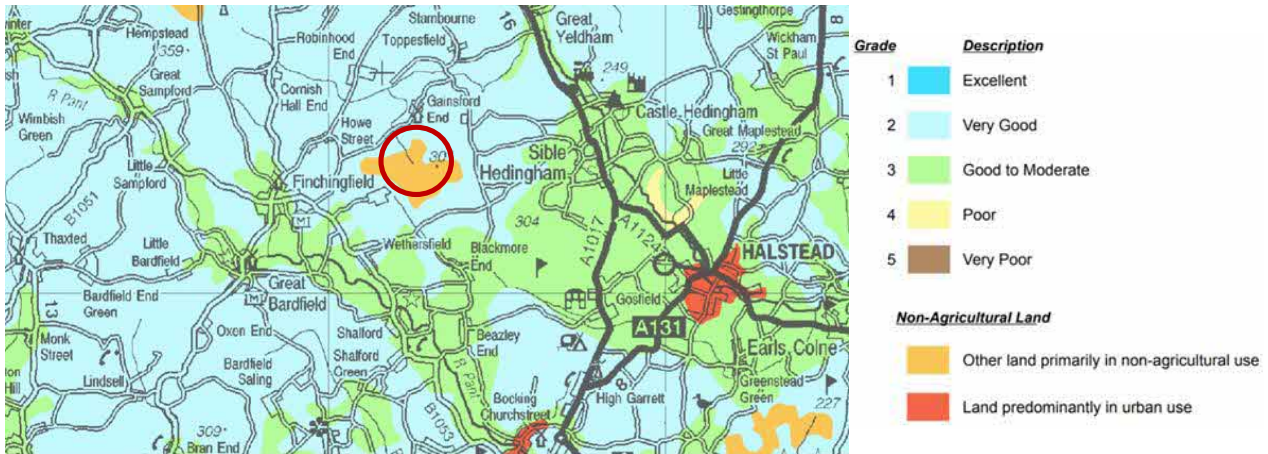 Hempstead
359
Great
Sampford
R Pant
Wimbish
Green
Robinhood
End
Stambourne
Toppesfield
Cornish
Hall End
Howe
Street
Gainsford
End
30
Great
Yeldham
16
249
Castle Hedingham
Great Maplestead
292
Little
Maplestead
Gestingthorpe
Wickham
St Paul
8
Sible
Hedingham
Little
Sampford
Finchingfield
M
B1051
Thaxted
Little
Bardfield
Wethersfield
304
Blackmore
End
A1017
A1124
HALSTEAD
Bardfield End
Green
13
Great
Bardfield
M
Gosfield
A131
Monk
Street
Oxon End
Shalford
Shalford
Green
Beazley
End
R Pant
Earls Colne
Bardfield
Saling
Lindsell
Greenstead
Green
Hill
High Garrett
Bocking
Churchstreet
B1053
309
Bran End
227
Grade
Description
1
Excellent
2
Very Good
3
Good to Moderate
4
Poor
5
Very Poor
Non-Agricultural Land
Other land primarily in non-agricultural use
Land predominantly in urban use